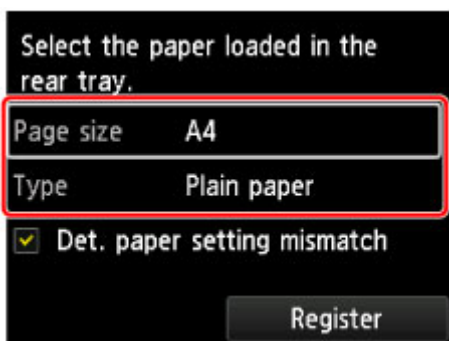 Select the paper loaded in the
rear tray.
Page size A4
Type Plain paper
Det. paper setting mismatch
Register